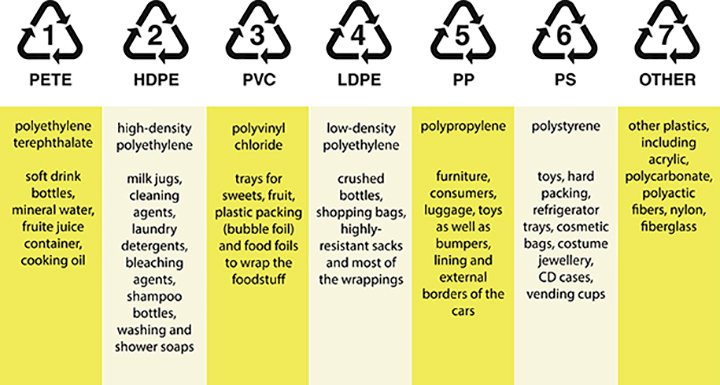 1
PETE
polyethylene
terephthalate
soft drink
bottles,
mineral water,
fruite juice
container,
cooking oil
2
HDPE
high-density
polyethylene
milk jugs,
cleaning
agents,
laundry
detergents,
bleaching
agents,
shampoo
bottles,
washing and
shower soaps
3
PVC
polyvinyl
chloride
trays for
sweets, fruit,
plastic packing
(bubble foil)
and food foils
to wrap the
foodstuff
4
LDPE
low-density
polyethylene
crushed
bottles,
shopping bags,
highly-
resistant sacks
and most of
the wrappings
5
PP
polypropylene
furniture,
consumers,
luggage, toys
as well as
bumpers,
lining and
external
borders of the
cars
6
PS
polystyrene
toys, hard
packing,
refrigerator
trays, cosmetic
bags, costume
jewellery,
CD cases,
vending cups
7
OTHER
other plastics,
including
acrylic,
polycarbonate,
polyactic
fibers, nylon,
fiberglass